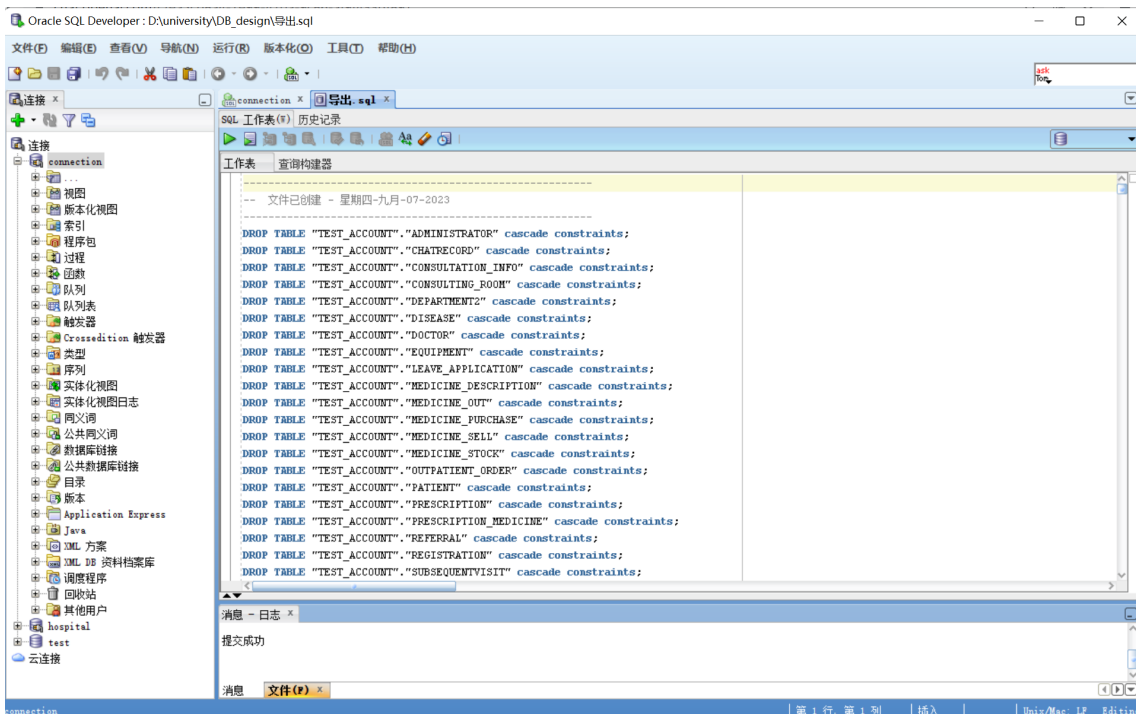 Oracle SQL Developer : D:\university\DB_design\导出.sql
文件(F) 编辑(E) 查看(V) 导航(N) 运行(R) 版本化(O) 工具(T) 帮助(H)
ask
Tom
连接 x
connection x 导出.sql x
SQL 工作表(W) 历史记录
工作表 查询构建器
连接
connection
...
视图
版本化视图
索引
程序包
过程
函数
队列
队列表
触发器
Crossedition 触发器
类型
序列
实体化视图
实体化视图日志
同义词
公共同义词
数据库链接
公共数据库链接
目录
版本
Application Express
Java
XML 方案
XML DB 资料档案库
调度程序
回收站
其他用户
hospital
test
云连接
--------------------------------------------------------
-- 文件已创建 - 星期四-九月-07-2023
--------------------------------------------------------
DROP TABLE "TEST_ACCOUNT"."ADMINISTRATOR" cascade constraints;
DROP TABLE "TEST_ACCOUNT"."CHATRECORD" cascade constraints;
DROP TABLE "TEST_ACCOUNT"."CONSULTATION_INFO" cascade constraints;
DROP TABLE "TEST_ACCOUNT"."CONSULTING_ROOM" cascade constraints;
DROP TABLE "TEST_ACCOUNT"."DEPARTMENT2" cascade constraints;
DROP TABLE "TEST_ACCOUNT"."DISEASE" cascade constraints;
DROP TABLE "TEST_ACCOUNT"."DOCTOR" cascade constraints;
DROP TABLE "TEST_ACCOUNT"."EQUIPMENT" cascade constraints;
DROP TABLE "TEST_ACCOUNT"."LEAVE_APPLICATION" cascade constraints;
DROP TABLE "TEST_ACCOUNT"."MEDICINE_DESCRIPTION" cascade constraints;
DROP TABLE "TEST_ACCOUNT"."MEDICINE_OUT" cascade constraints;
DROP TABLE "TEST_ACCOUNT"."MEDICINE_PURCHASE" cascade constraints;
DROP TABLE "TEST_ACCOUNT"."MEDICINE_SELL" cascade constraints;
DROP TABLE "TEST_ACCOUNT"."MEDICINE_STOCK" cascade constraints;
DROP TABLE "TEST_ACCOUNT"."OUTPATIENT_ORDER" cascade constraints;
DROP TABLE "TEST_ACCOUNT"."PATIENT" cascade constraints;
DROP TABLE "TEST_ACCOUNT"."PRESCRIPTION" cascade constraints;
DROP TABLE "TEST_ACCOUNT"."PRESCRIPTION_MEDICINE" cascade constraints;
DROP TABLE "TEST_ACCOUNT"."REFERRAL" cascade constraints;
DROP TABLE "TEST_ACCOUNT"."REGISTRATION" cascade constraints;
DROP TABLE "TEST_ACCOUNT"."SUBSEQUENTVISIT" cascade constraints;
消息 - 日志 x
提交成功
消息 文件(P) x
connection 第 1 行, 第 1 列 插入 Unix/Mac: LF Editin